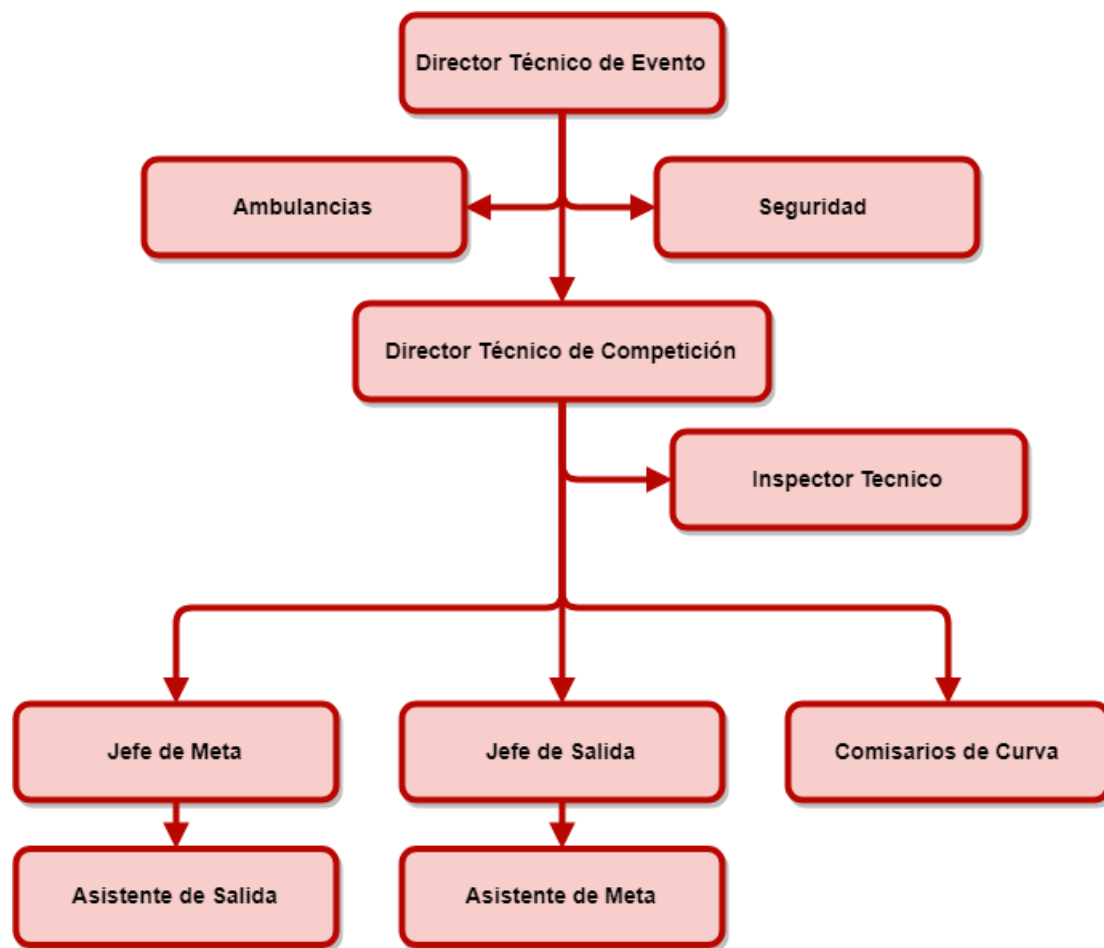 Director Técnico de Evento
Ambulancias
Seguridad
Director Técnico de Competición
Inspector Tecnico
Jefe de Meta
Jefe de Salida
Comisarios de Curva
Asistente de Salida
Asistente de Meta